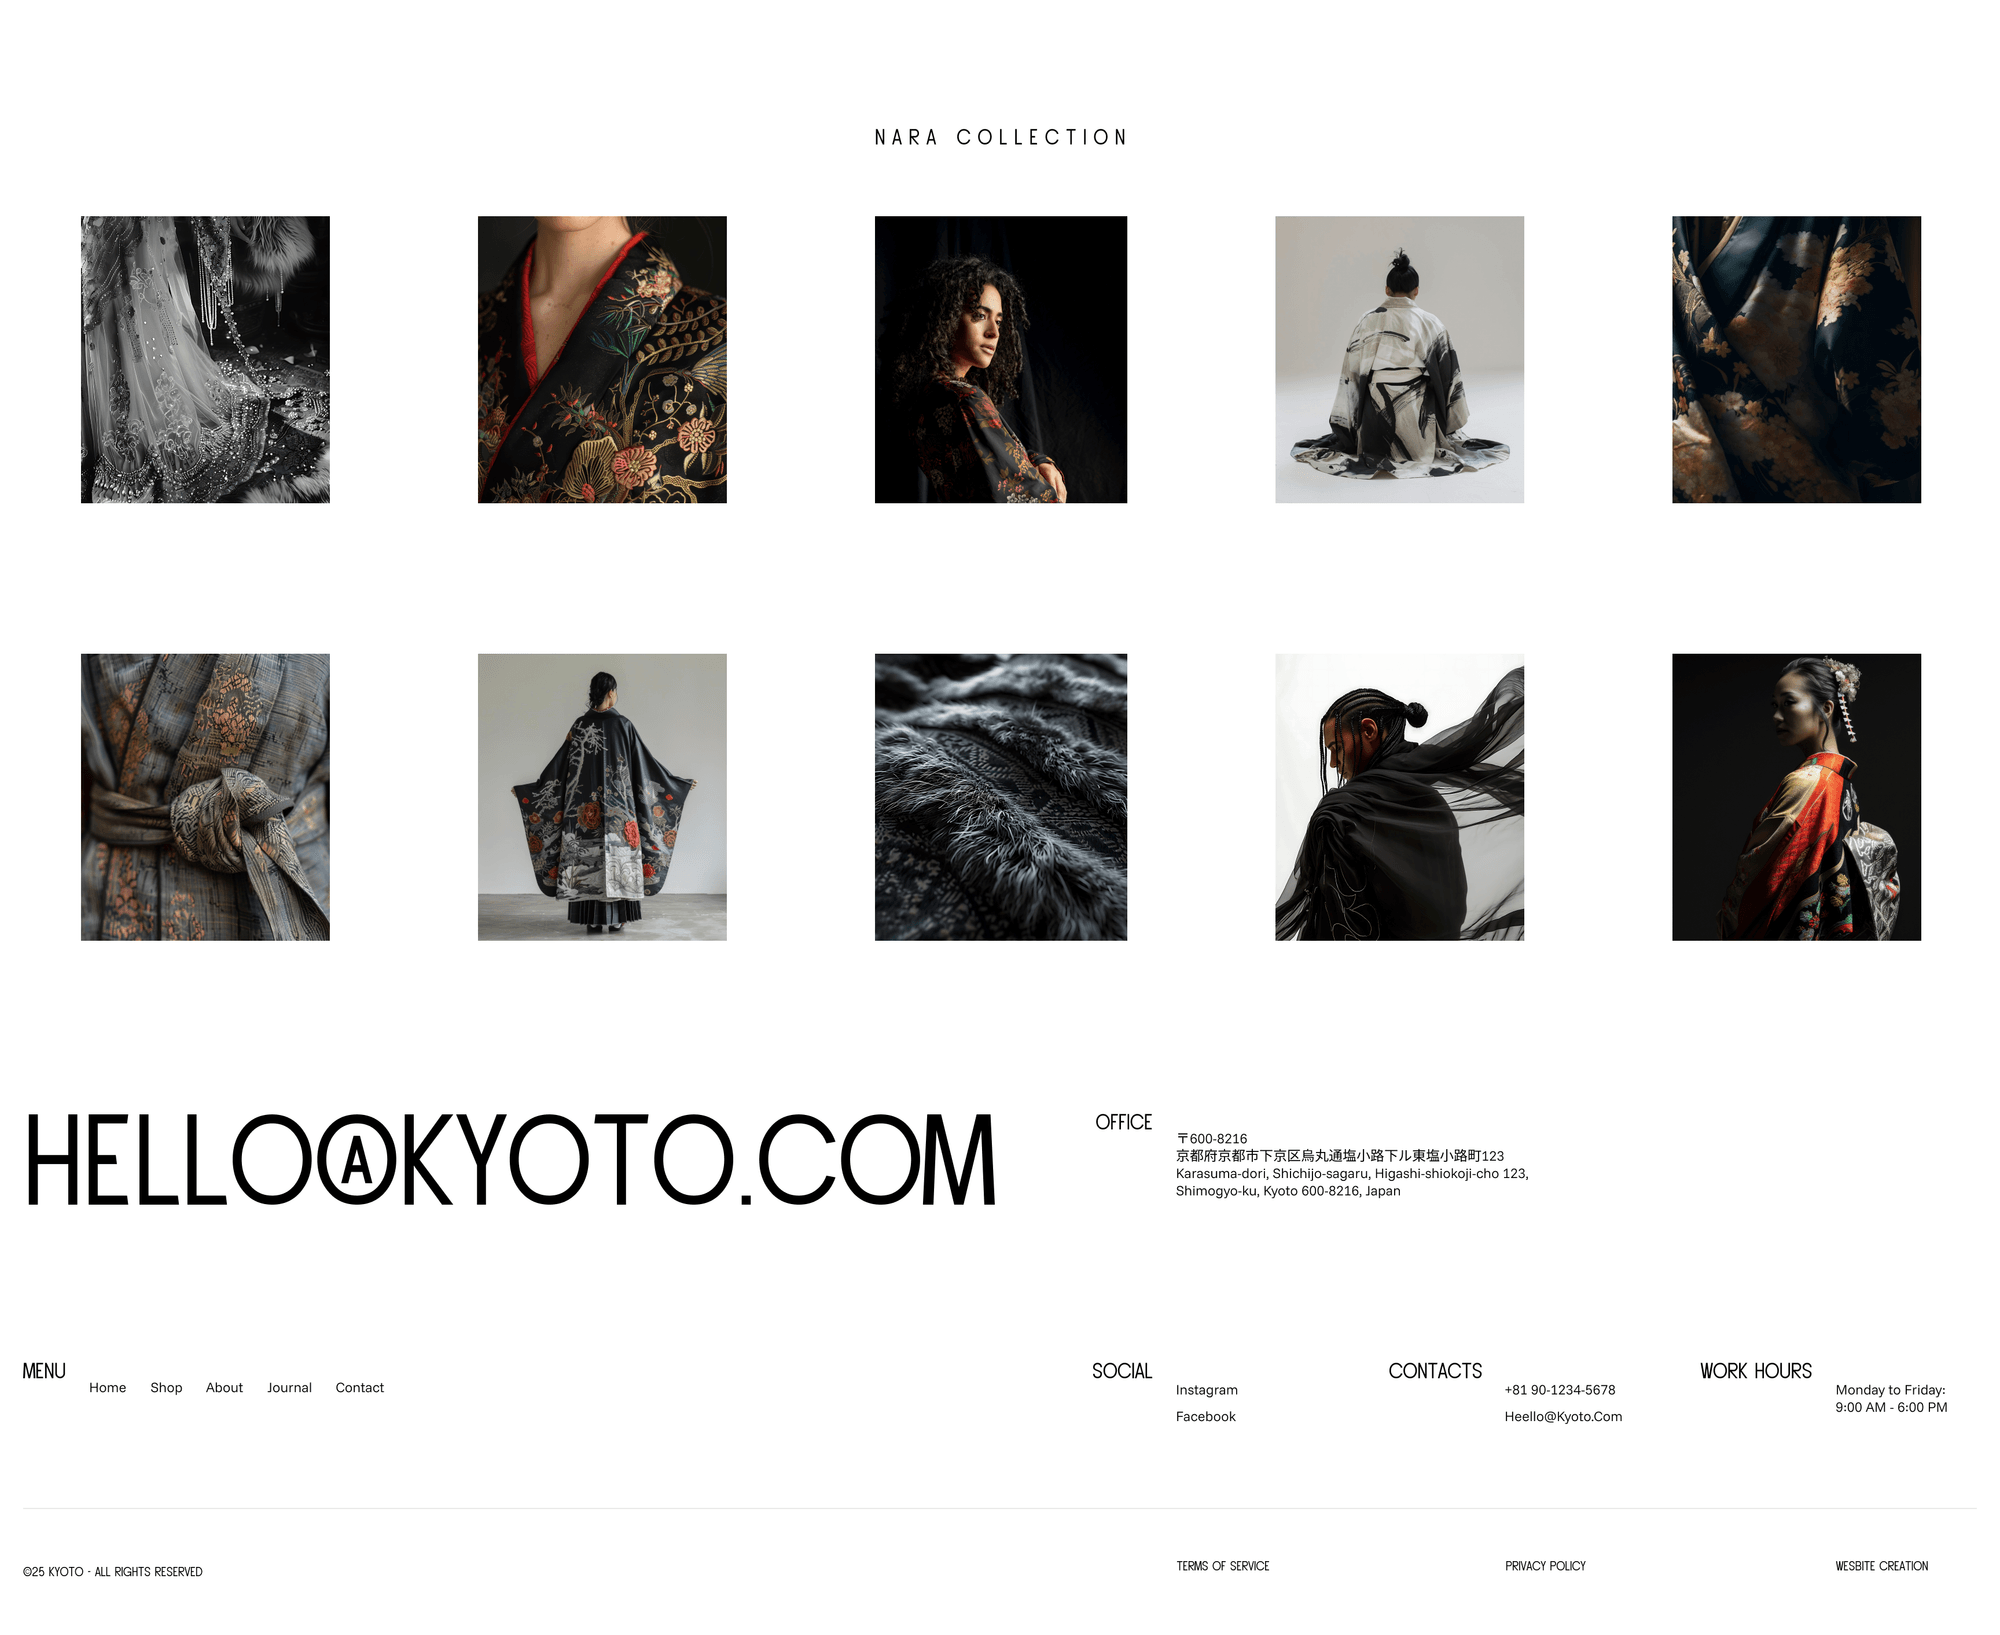 NARA COLLECTION
HELLO@KYOTO.COM
OFFICE
〒600-8216
京都府京都市下京区烏丸通塩小路下ル東塩小路町123
Karasuma-dori, Shichijo-sagaru, Higashi-shiokoji-cho 123,
Shimogyo-ku, Kyoto 600-8216, Japan
MENU
Home Shop About Journal Contact
SOCIAL
Instagram
Facebook
CONTACTS
+81 90-1234-5678
Heello@Kyoto.Com
WORK HOURS
Monday to Friday:
9:00 AM - 6:00 PM
©25 KYOTO - ALL RIGHTS RESERVED
TERMS OF SERVICE
PRIVACY POLICY
WESBITE CREATION